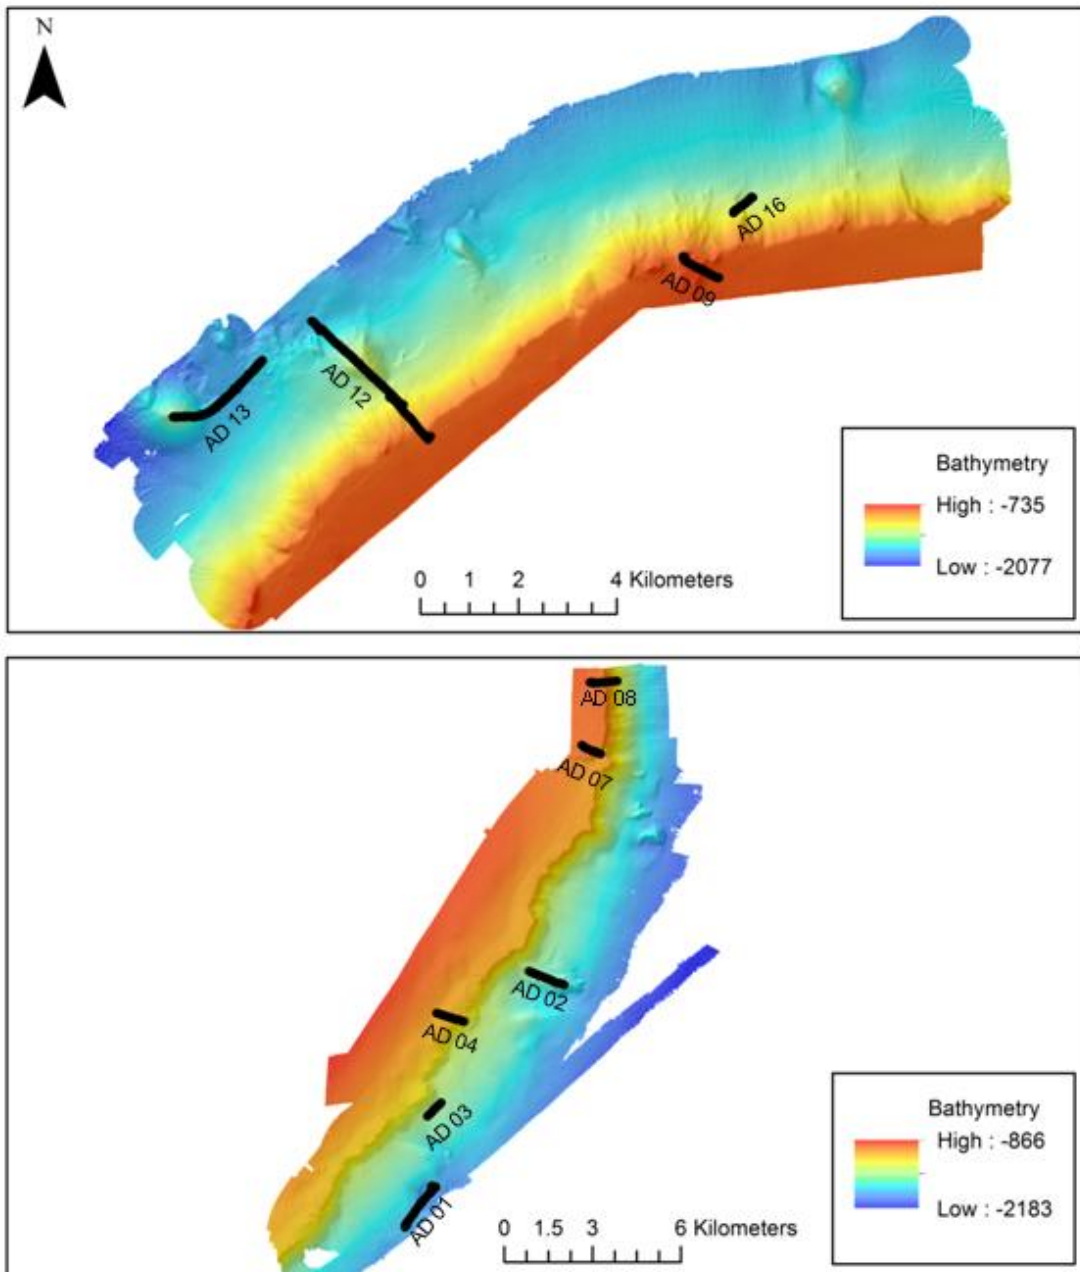 N
AD 16
AD 09
AD 12
AD 13
Bathymetry
High : -735
Low : -2077
0 1 2 4 Kilometers
AD 08
AD 07
AD 02
AD 04
AD 03
AD 01
Bathymetry
High : -866
Low : -2183
0 1.5 3 6 Kilometers